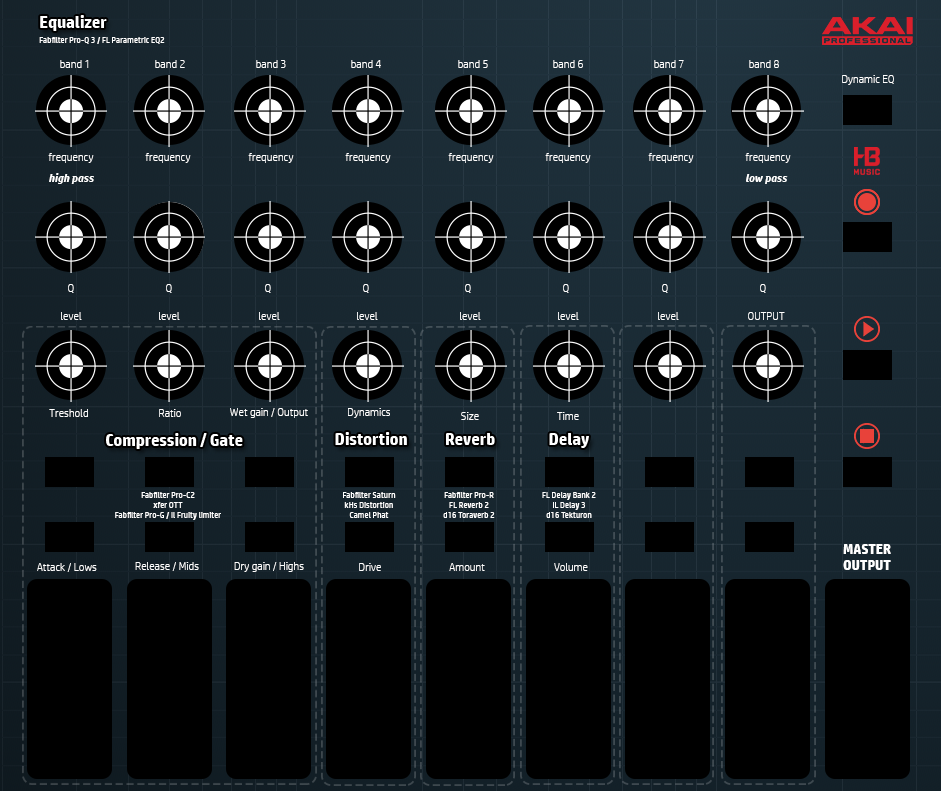 Equalizer
Fabfilter Pro-Q 3 / FL Parametric EQ2
AKAI
PROFESSIONAL
band 1 band 2 band 3 band 4 band 5 band 6 band 7 band 8
Dynamic EQ
frequency frequency frequency frequency frequency frequency frequency frequency
HB
MUSIC
high pass low pass
Q Q Q Q Q Q Q Q
level level level level level level level OUTPUT
Treshold Ratio Wet gain / Output Dynamics Size Time
Compression / Gate Distortion Reverb Delay
Fabfilter Pro-C2 Fabfilter Saturn Fabfilter Pro-R FL Delay Bank 2
xfer OTT kHs Distortion FL Reverb 2 IL Delay 3
Fabfilter Pro-G / Il Fruity limiter Camel Phat d16 Toraverb 2 d16 Tekturon
MASTER
OUTPUT
Attack / Lows Release / Mids Dry gain / Highs Drive Amount Volume